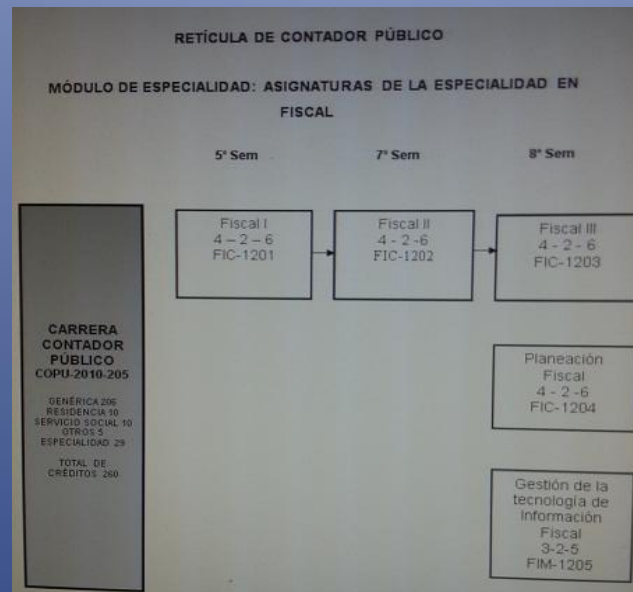 RETÍCULA DE CONTADOR PÚBLICO
MÓDULO DE ESPECIALIDAD: ASIGNATURAS DE LA ESPECIALIDAD EN
FISCAL
5° Sem
7° Sem
8° Sem
Fiscal I
4 – 2 – 6
FIC-1201
Fiscal II
4 - 2 -6
FIC-1202
Fiscal III
4 - 2 -6
FIC-1203
CARRERA
CONTADOR
PÚBLICO
COPU-2010-205
GENÉRICA 206
RESIDENCIA 10
SERVICIO SOCIAL 10
OTROS 5
ESPECIALIDAD 29
TOTAL DE
CRÉDITOS 260
Planeación
Fiscal
4 - 2 -6
FIC-1204
Gestión de la
tecnología de
Información
Fiscal
3-2-5
FIM-1205